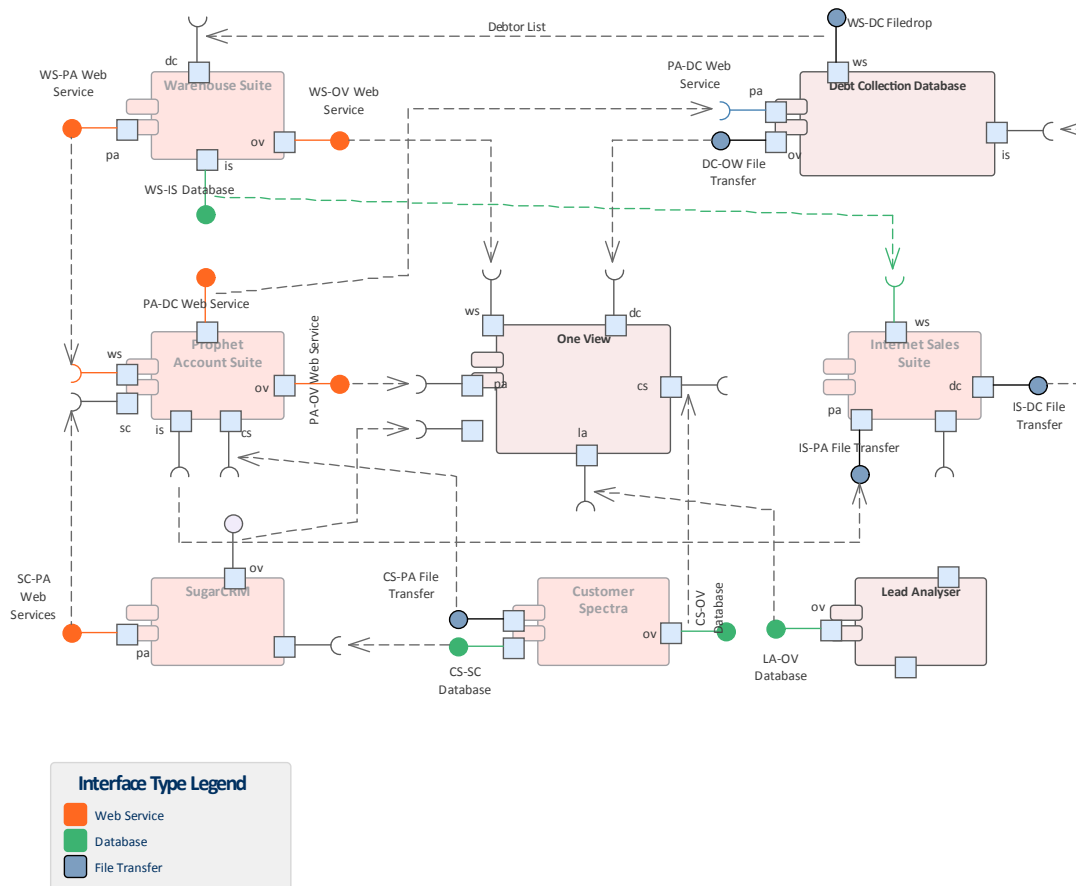 Debtor List
WS-DC Filedrop
dc
ws
WS-PA Web
Service
Warehouse Suite
WS-OV Web
Service
PA-DC Web
Service
pa
Debt Collection Database
pa
ov
is
WS-IS Database
DC-OW File
Transfer
ov
is
PA-DC Web Service
ws
Prophet
Account Suite
ov
PA-OV Web Service
sc
is
cs
ws
dc
One View
pa
cs
la
ws
Internet Sales
Suite
dc
pa
IS-PA File Transfer
IS-DC File
Transfer
SC-PA
Web
Services
ov
SugarCRM
pa
CS-PA File
Transfer
Customer
Spectra
ov
CS-OV
Database
CS-SC
Database
ov
Lead Analyser
LA-OV
Database
Interface Type Legend
Web Service
Database
File Transfer